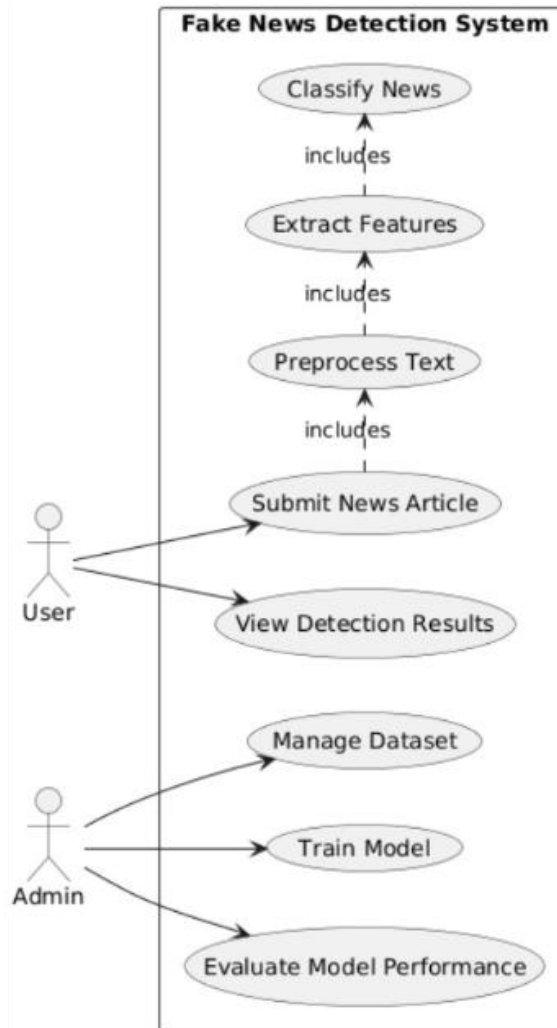 Fake News Detection System
Classify News
includes
Extract Features
includes
Preprocess Text
includes
Submit News Article
User
View Detection Results
Manage Dataset
Train Model
Admin
Evaluate Model Performance